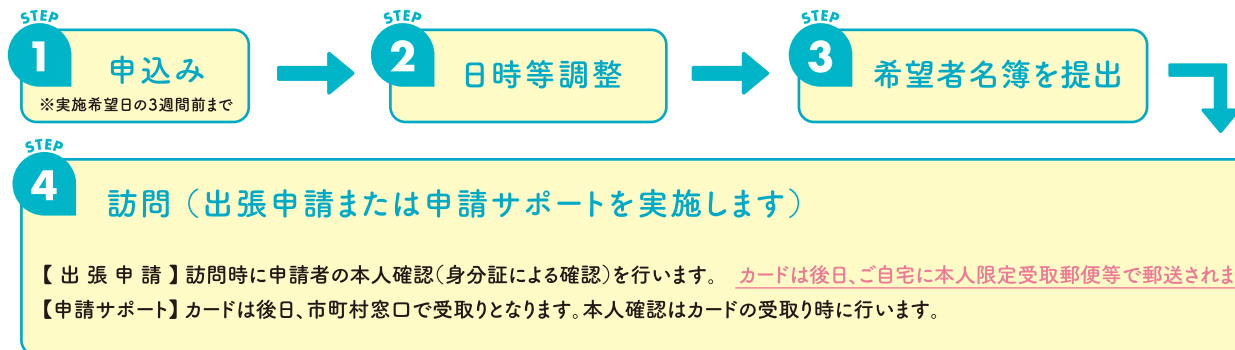 STEP
1
申込み
※実施希望日の3週間前まで
STEP
2
日時等調整
STEP
3
希望者名簿を提出
STEP
4
訪問（出張申請または申請サポートを実施します）
【出張申請】訪問時に申請者の本人確認（身分証による確認）を行います。 カードは後日、ご自宅に本人限定受取郵便等で郵送されま
【申請サポート】カードは後日、市町村窓口で受取りとなります。本人確認はカードの受取り時に行います。